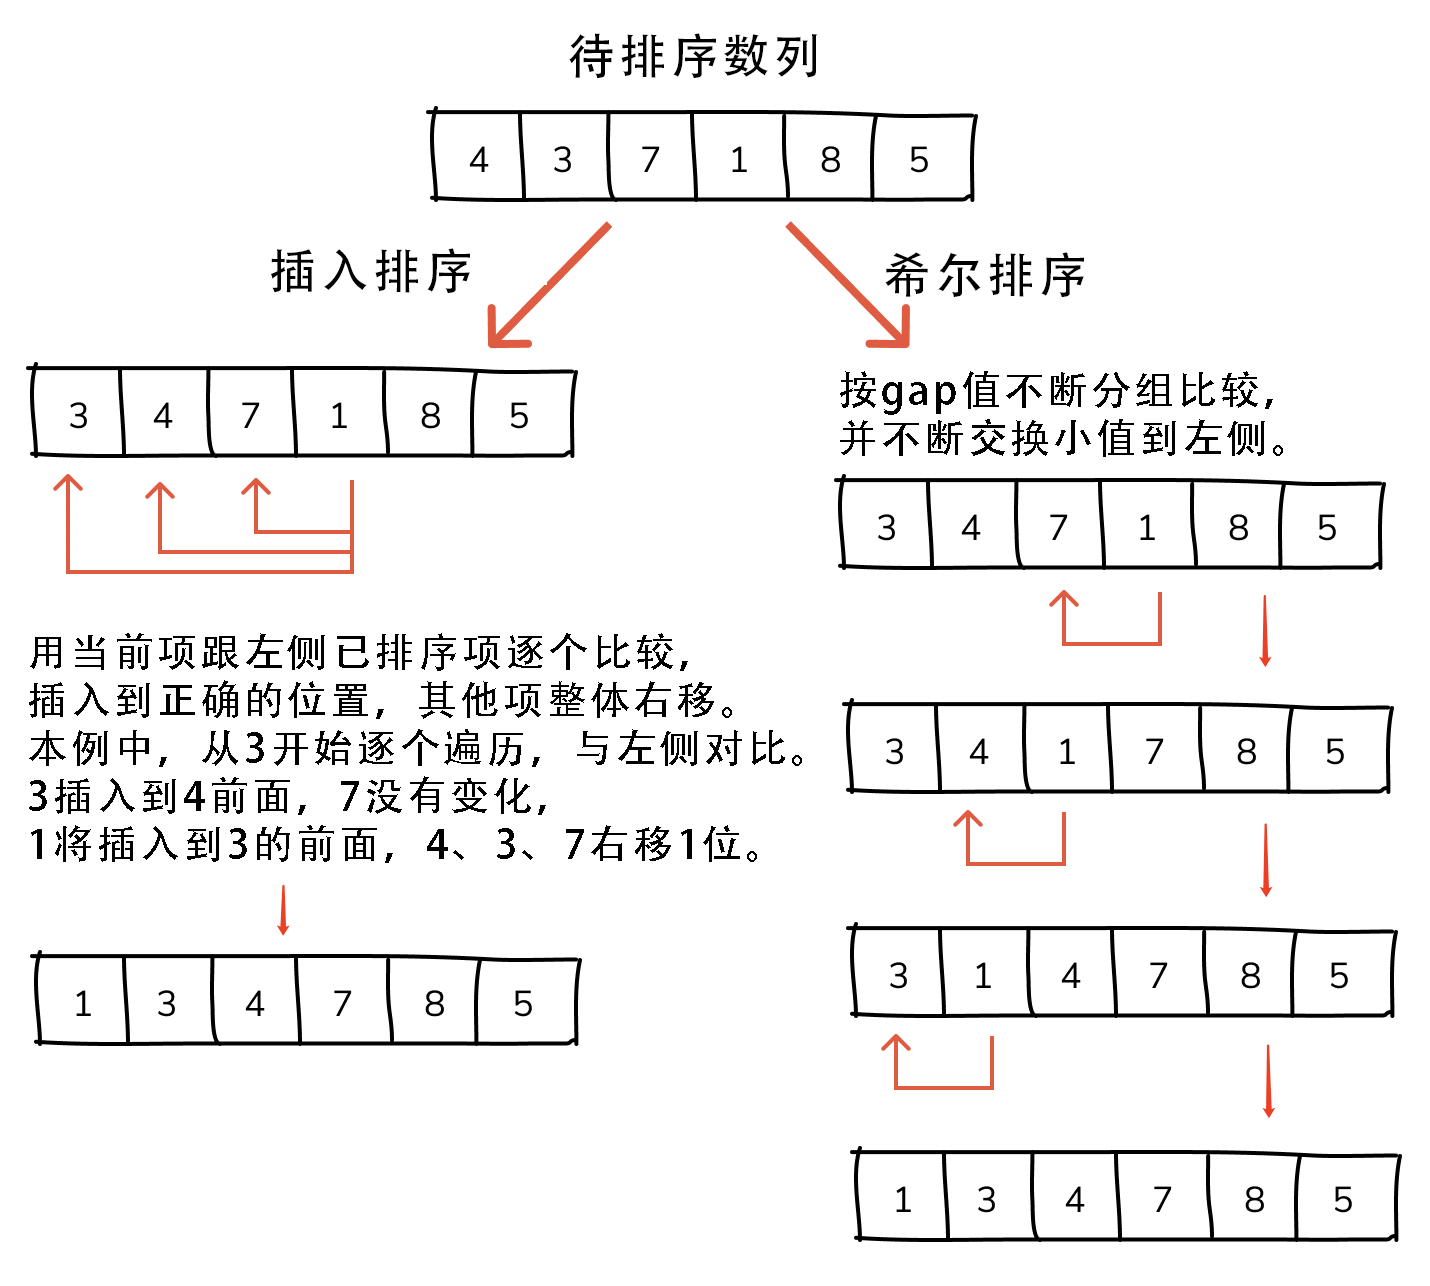 待排序数列
4 3 7 1 8 5
插入排序
希尔排序
3 4 7 1 8 5
用当前项跟左侧已排序项逐个比较,
插入到正确的位置，其他项整体右移。
本例中，从3开始逐个遍历，与左侧对比。
3插入到4前面，7没有变化，
1将插入到3的前面，4、3、7右移1位。
1 3 4 7 8 5
按gap值不断分组比较,
并不断交换小值到左侧。
3 4 7 1 8 5
3 4 1 7 8 5
3 1 4 7 8 5
1 3 4 7 8 5